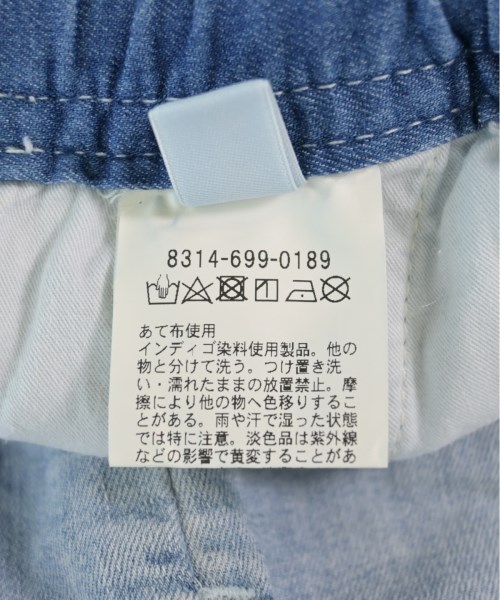 8314-699-0189
あて布使用
インディゴ染料使用製品。他の
物と分けて洗う。つけ置き洗
い・濡れたままの放置禁止。摩
擦により他の物へ色移りするこ
とがある。雨や汗で湿った状態
では特に注意。淡色品は紫外線
などの影響で黄変することがあ